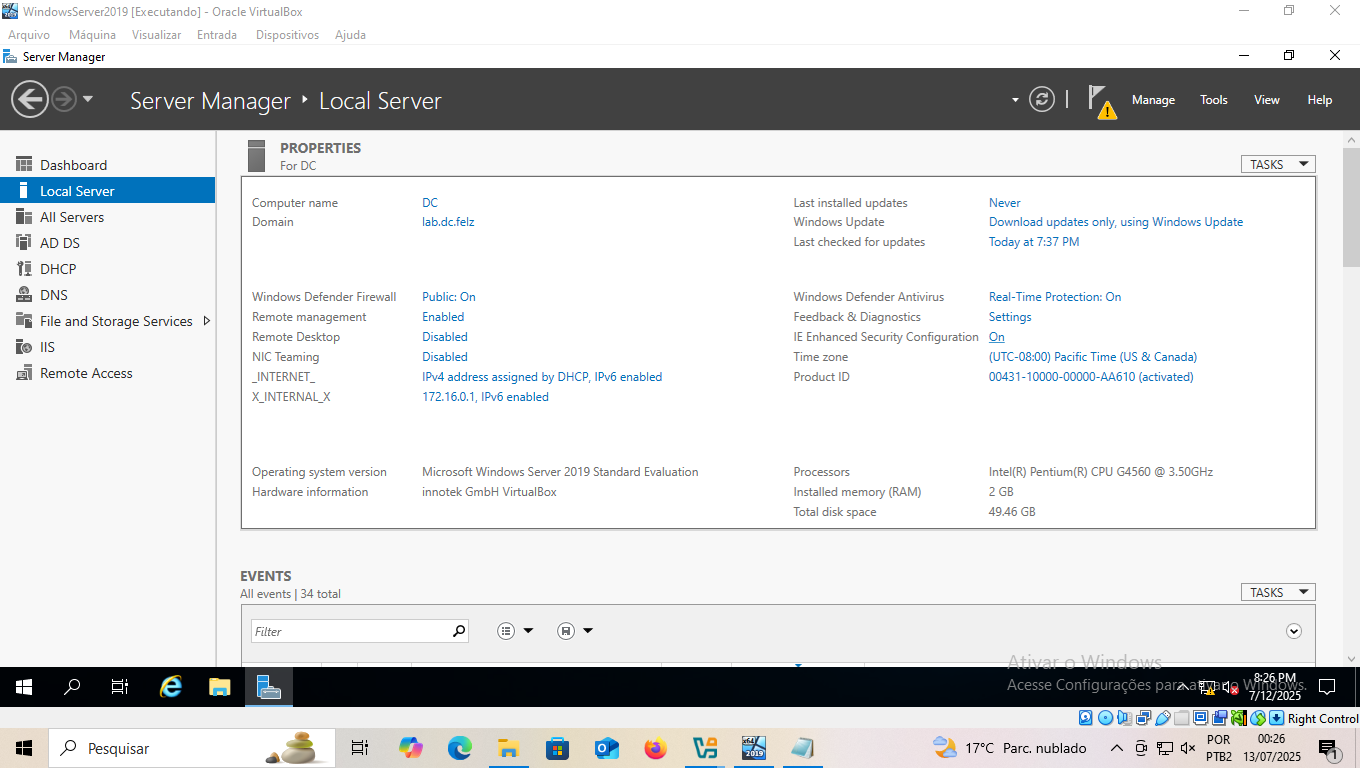 WindowsServer2019 [Executando] - Oracle VirtualBox
Arquivo Máquina Visualizar Entrada Dispositivos Ajuda
Server Manager
Server Manager Local Server
Manage Tools View Help
Dashboard
Local Server
All Servers
AD DS
DHCP
DNS
File and Storage Services
IIS
Remote Access
PROPERTIES
For DC
TASKS
Computer name DC
Domain lab.dc.felz
Last installed updates Never
Windows Update Download updates only, using Windows Update
Last checked for updates Today at 7:37 PM
Windows Defender Firewall Public: On
Remote management Enabled
Remote Desktop Disabled
NIC Teaming Disabled
_INTERNET_ IPv4 address assigned by DHCP, IPv6 enabled
X_INTERNAL_X 172.16.0.1, IPv6 enabled
Windows Defender Antivirus Real-Time Protection: On
Feedback & Diagnostics Settings
IE Enhanced Security Configuration On
Time zone (UTC-08:00) Pacific Time (US & Canada)
Product ID 00431-10000-00000-AA610 (activated)
Operating system version Microsoft Windows Server 2019 Standard Evaluation
Hardware information innotek GmbH VirtualBox
Processors Intel(R) Pentium(R) CPU G4560 @ 3.50GHz
Installed memory (RAM) 2 GB
Total disk space 49.46 GB
EVENTS
All events | 34 total
TASKS
Filter
Ativar o Windows
Acesse Configurações para ativar o Windows.
8:26 PM
7/12/2025
Right Control
Pesquisar
17°C Parc. nublado
POR
PTB2
00:26
13/07/2025
1